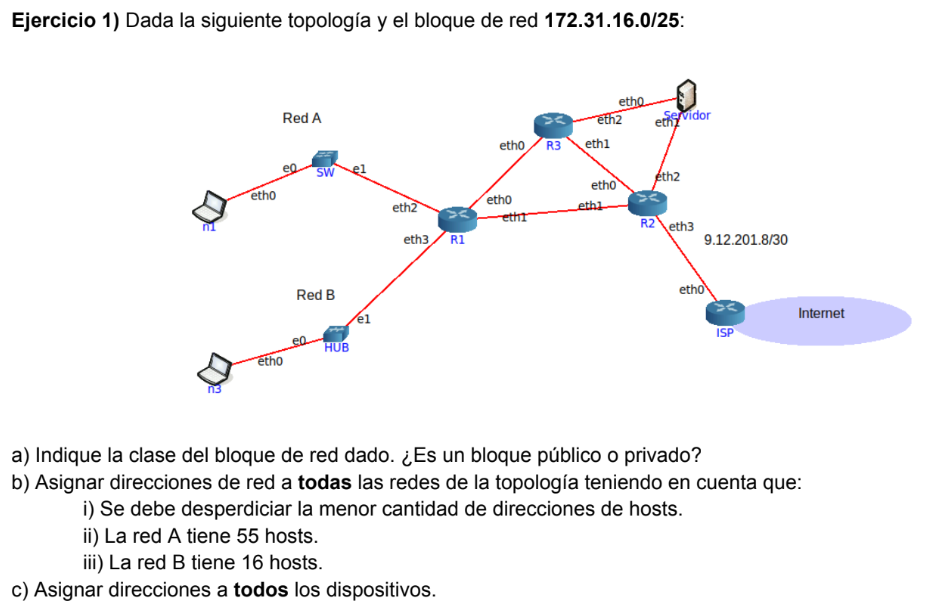 Ejercicio 1) Dada la siguiente topología y el bloque de red 172.31.16.0/25:
eth0
Servidor
Red A
eth2
eth1
eth0
R3
eth1
e0
SW
e1
eth0
eth2
eth0
eth2
eth0
eth1
eth1
n1
eth3
R1
R2
eth3
9.12.201.8/30
eth0
Red B
Internet
e1
ISP
e0
HUB
eth0
n3
a) Indique la clase del bloque de red dado. ¿Es un bloque público o privado?
b) Asignar direcciones de red a todas las redes de la topología teniendo en cuenta que:
i) Se debe desperdiciar la menor cantidad de direcciones de hosts.
ii) La red A tiene 55 hosts.
iii) La red B tiene 16 hosts.
c) Asignar direcciones a todos los dispositivos.